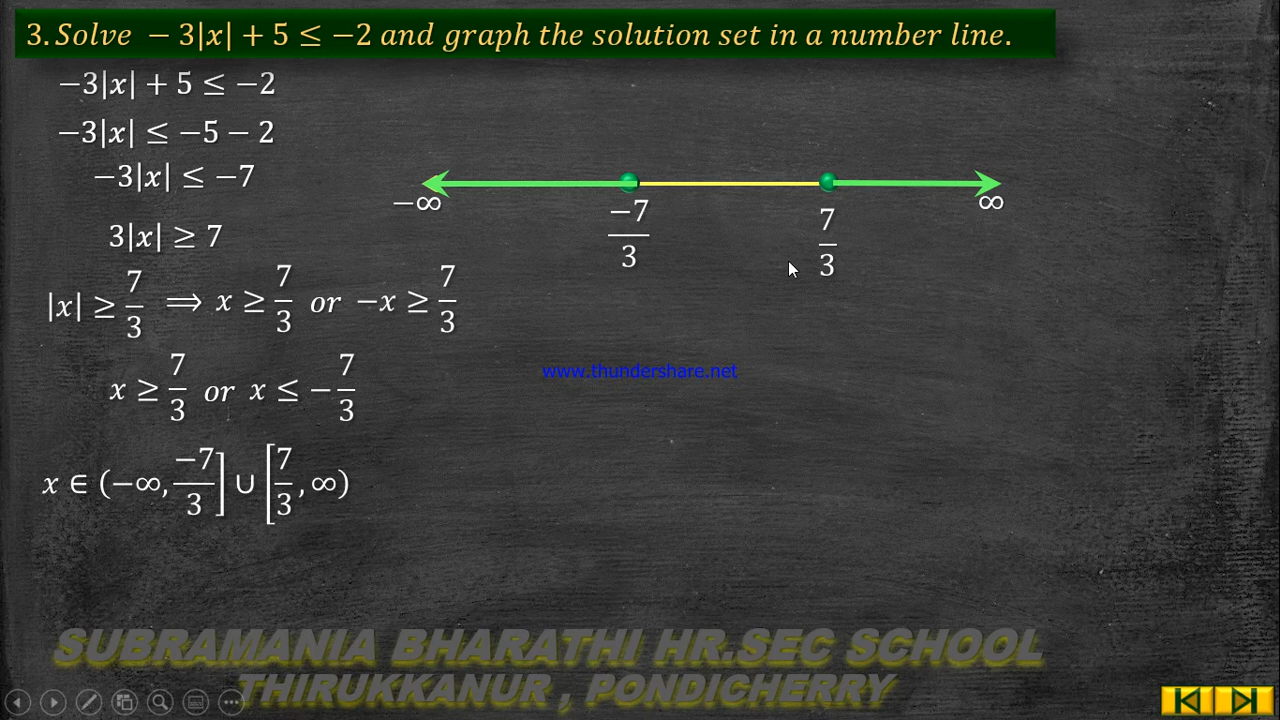 3. Solve − 3|x| + 5 ≤ −2 and graph the solution set in a number line.
−3|x| + 5 ≤ −2
−3|x| ≤ −5 − 2
−3|x| ≤ −7
3|x| ≥ 7
|x| ≥ 7/3 ⟹ x ≥ 7/3 or −x ≥ 7/3
x ≥ 7/3 or x ≤ −7/3
x ∈ (−∞, −7/3] ∪ [7/3, ∞)
−∞ −7/3 7/3 ∞
www.thundershare.net
SUBRAMANIA BHARATHI HR.SEC SCHOOL
THIRUKKANUR , PONDICHERRY